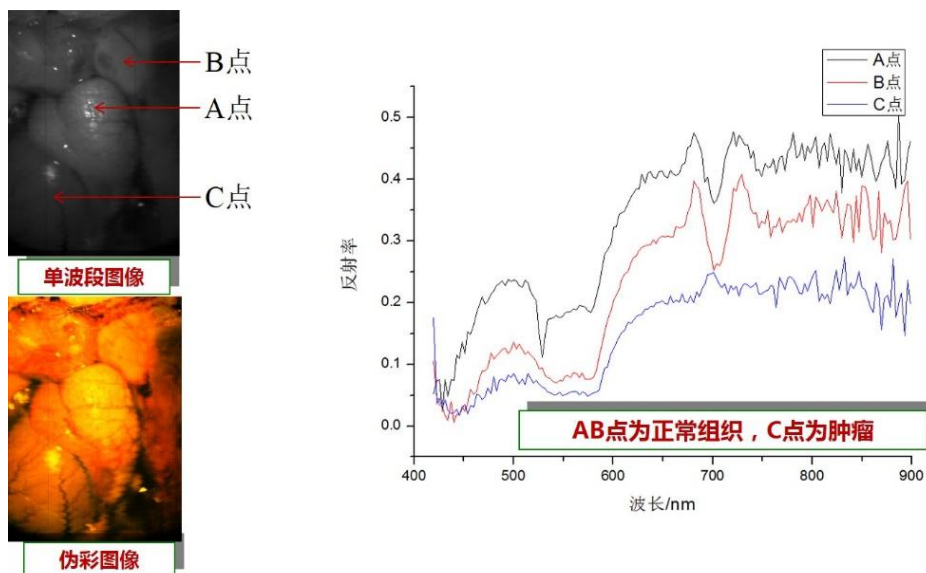 B点
A点
C点
单波段图像
伪彩图像
A点
B点
C点
反射率
0.5
0.4
0.3
0.2
0.1
0.0
AB点为正常组织，C点为肿瘤
400
500
600
700
800
900
波长/nm